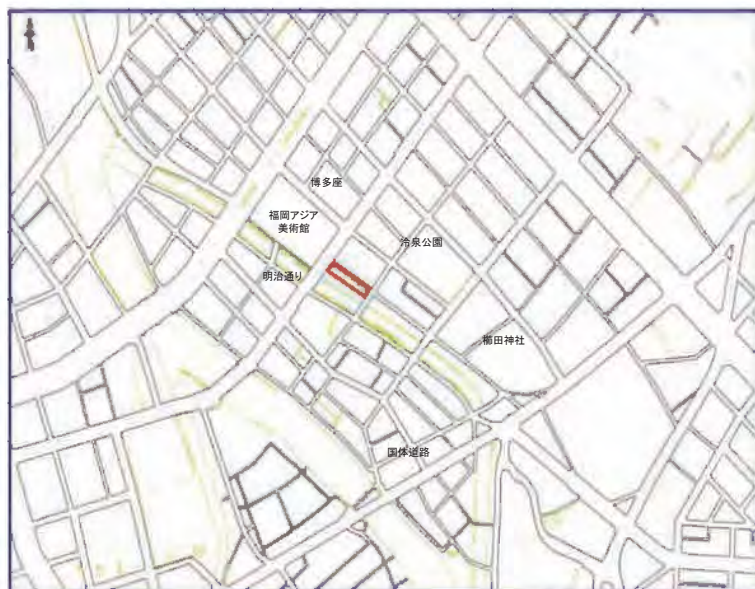 博多座
福岡アジア
美術館
冷泉公園
明治通り
櫛田神社
国体道路